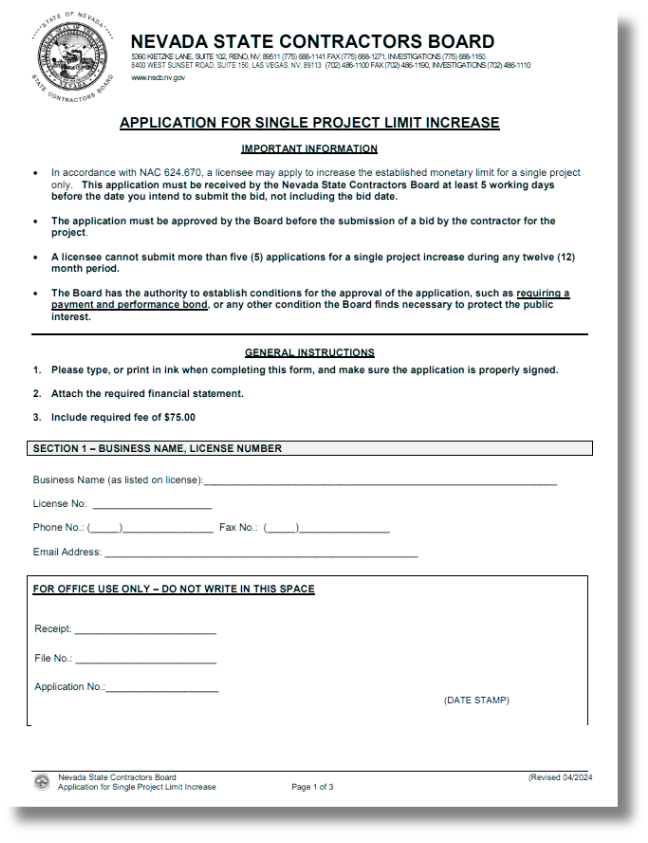 STATE OF NEVADA
STATE CONTRACTORS BOARD
NEVADA STATE CONTRACTORS BOARD
5390 KIETZKE LANE, SUITE 102, RENO, NV. 89511 (775) 688-1141 FAX (775) 688-1271, INVESTIGATIONS (775) 688-1150
8400 WEST SUNSET ROAD, SUITE 150, LAS VEGAS, NV, 89113 (702) 486-1100 FAX (702) 486-1190, INVESTIGATIONS (702) 486-1110
www.nscb.nv.gov
APPLICATION FOR SINGLE PROJECT LIMIT INCREASE
IMPORTANT INFORMATION
• In accordance with NAC 624.670, a licensee may apply to increase the established monetary limit for a single project
only. This application must be received by the Nevada State Contractors Board at least 5 working days
before the date you intend to submit the bid, not including the bid date.
• The application must be approved by the Board before the submission of a bid by the contractor for the
project.
• A licensee cannot submit more than five (5) applications for a single project increase during any twelve (12)
month period.
• The Board has the authority to establish conditions for the approval of the application, such as requiring a
payment and performance bond, or any other condition the Board finds necessary to protect the public
interest.
GENERAL INSTRUCTIONS
1. Please type, or print in ink when completing this form, and make sure the application is properly signed.
2. Attach the required financial statement.
3. Include required fee of $75.00
SECTION 1 – BUSINESS NAME, LICENSE NUMBER
Business Name (as listed on license):______________
License No: ______________
Phone No.: (_____)______________ Fax No.: (_____)______________
Email Address: ______________
FOR OFFICE USE ONLY – DO NOT WRITE IN THIS SPACE
Receipt: ______________
File No.: ______________
Application No.:______________
(DATE STAMP)
Nevada State Contractors Board
Application for Single Project Limit Increase
Page 1 of 3
(Revised 04/2024